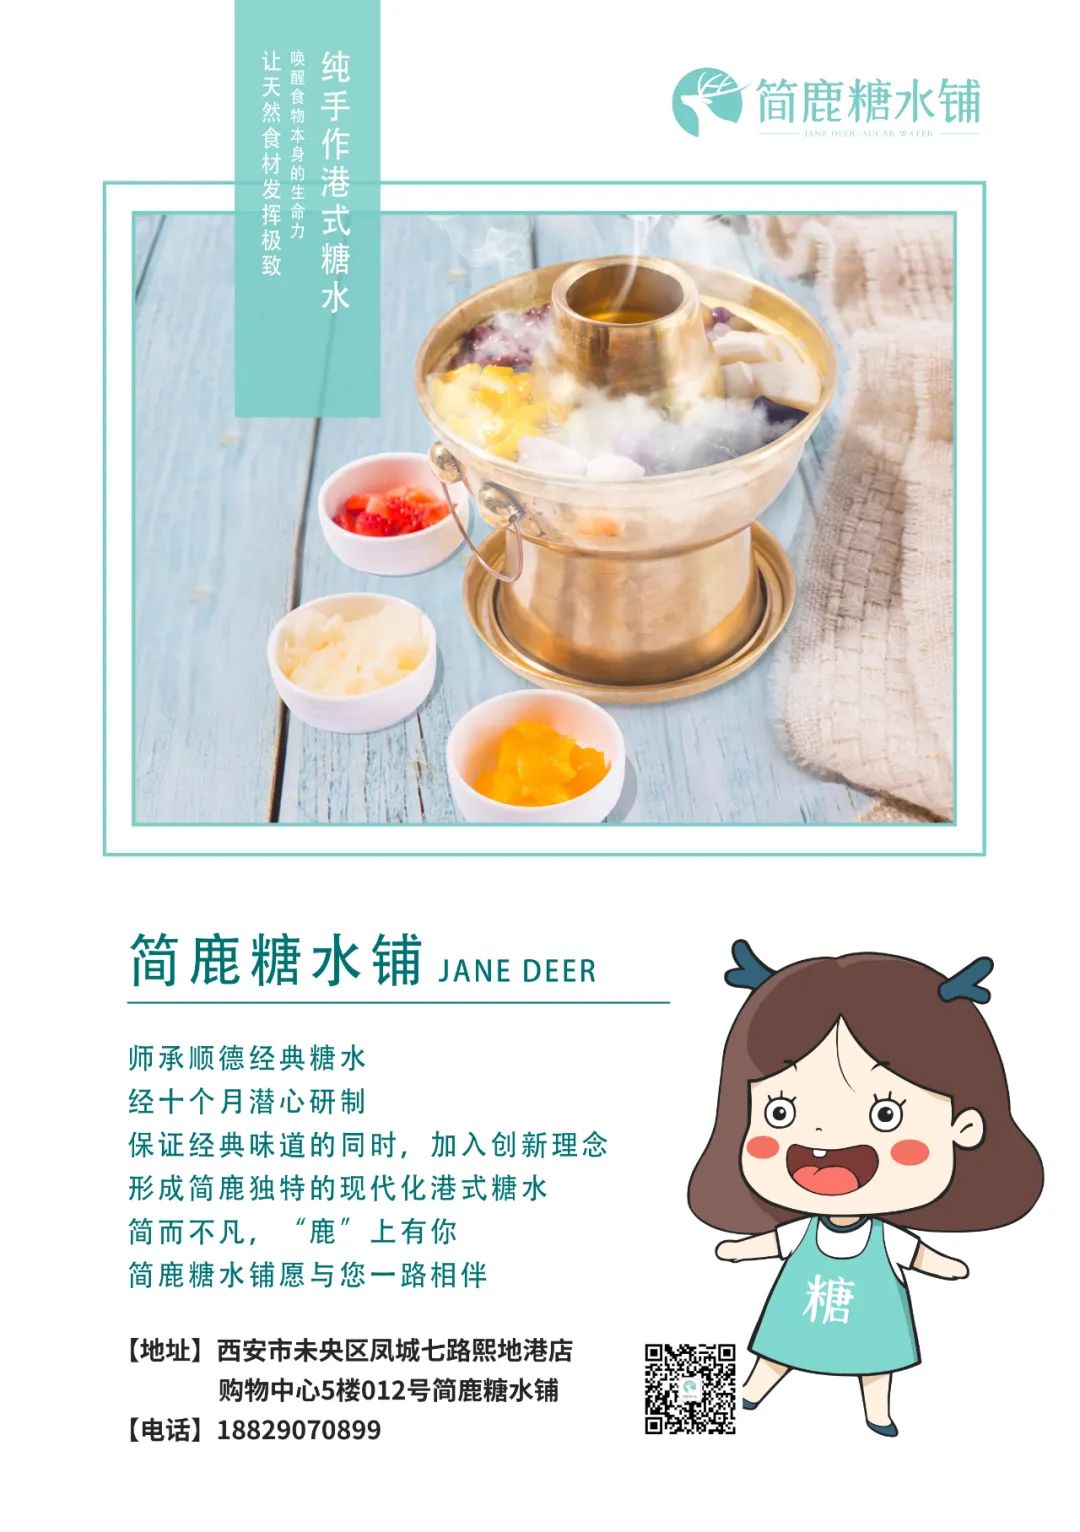 纯手作港式糖水
唤醒食物本身的生命力
让天然食材发挥极致
简鹿糖水铺
JANE DEER·SUGAR WATER
简鹿糖水铺 JANE DEER
师承顺德经典糖水
经十个月潜心研制
保证经典味道的同时，加入创新理念
形成简鹿独特的现代化港式糖水
简而不凡，“鹿”上有你
简鹿糖水铺愿与您一路相伴
糖
【地址】西安市未央区凤城七路熙地港店
购物中心5楼012号简鹿糖水铺
【电话】18829070899